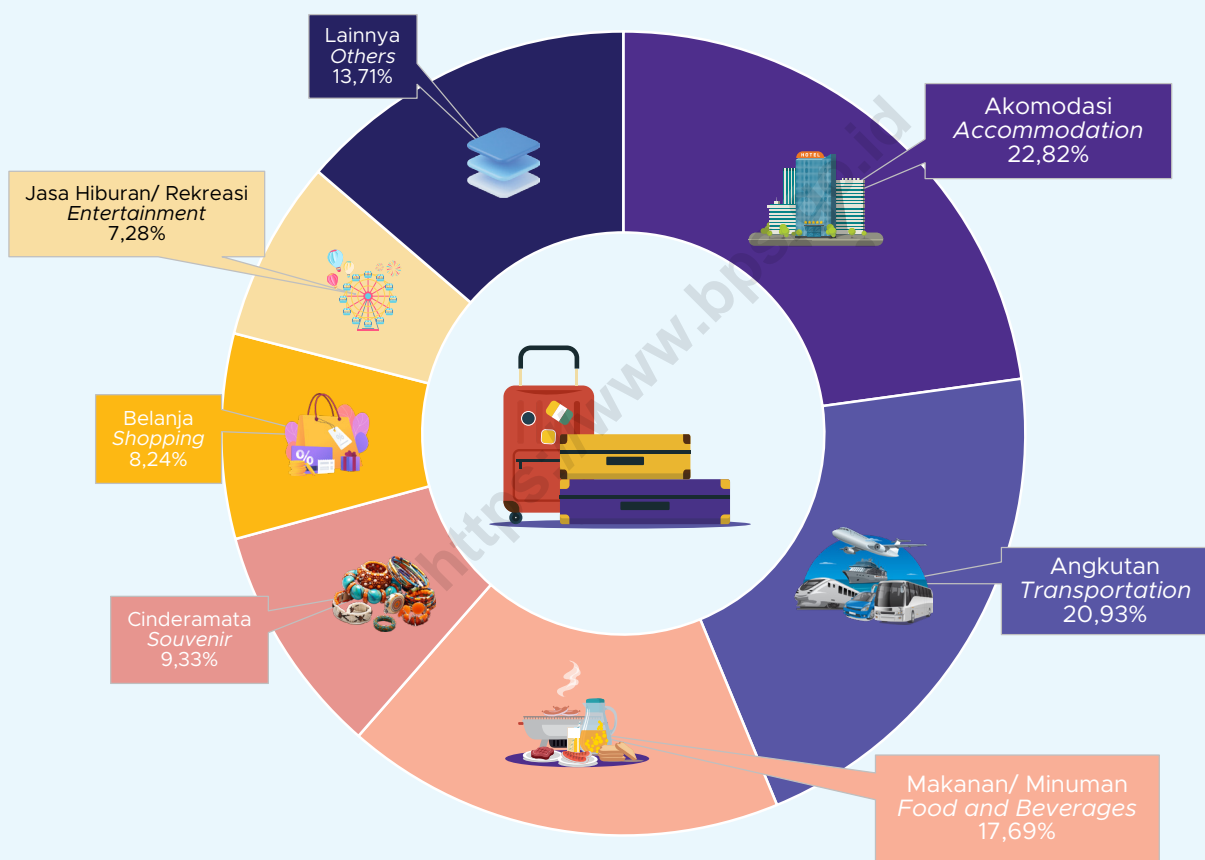 Lainnya
Others
13,71%
Akomodasi
Accommodation
22,82%
HOTEL
Jasa Hiburan/ Rekreasi
Entertainment
7,28%
Belanja
Shopping
8,24%
%
Angkutan
Transportation
20,93%
Cinderamata
Souvenir
9,33%
Makanan/ Minuman
Food and Beverages
17,69%